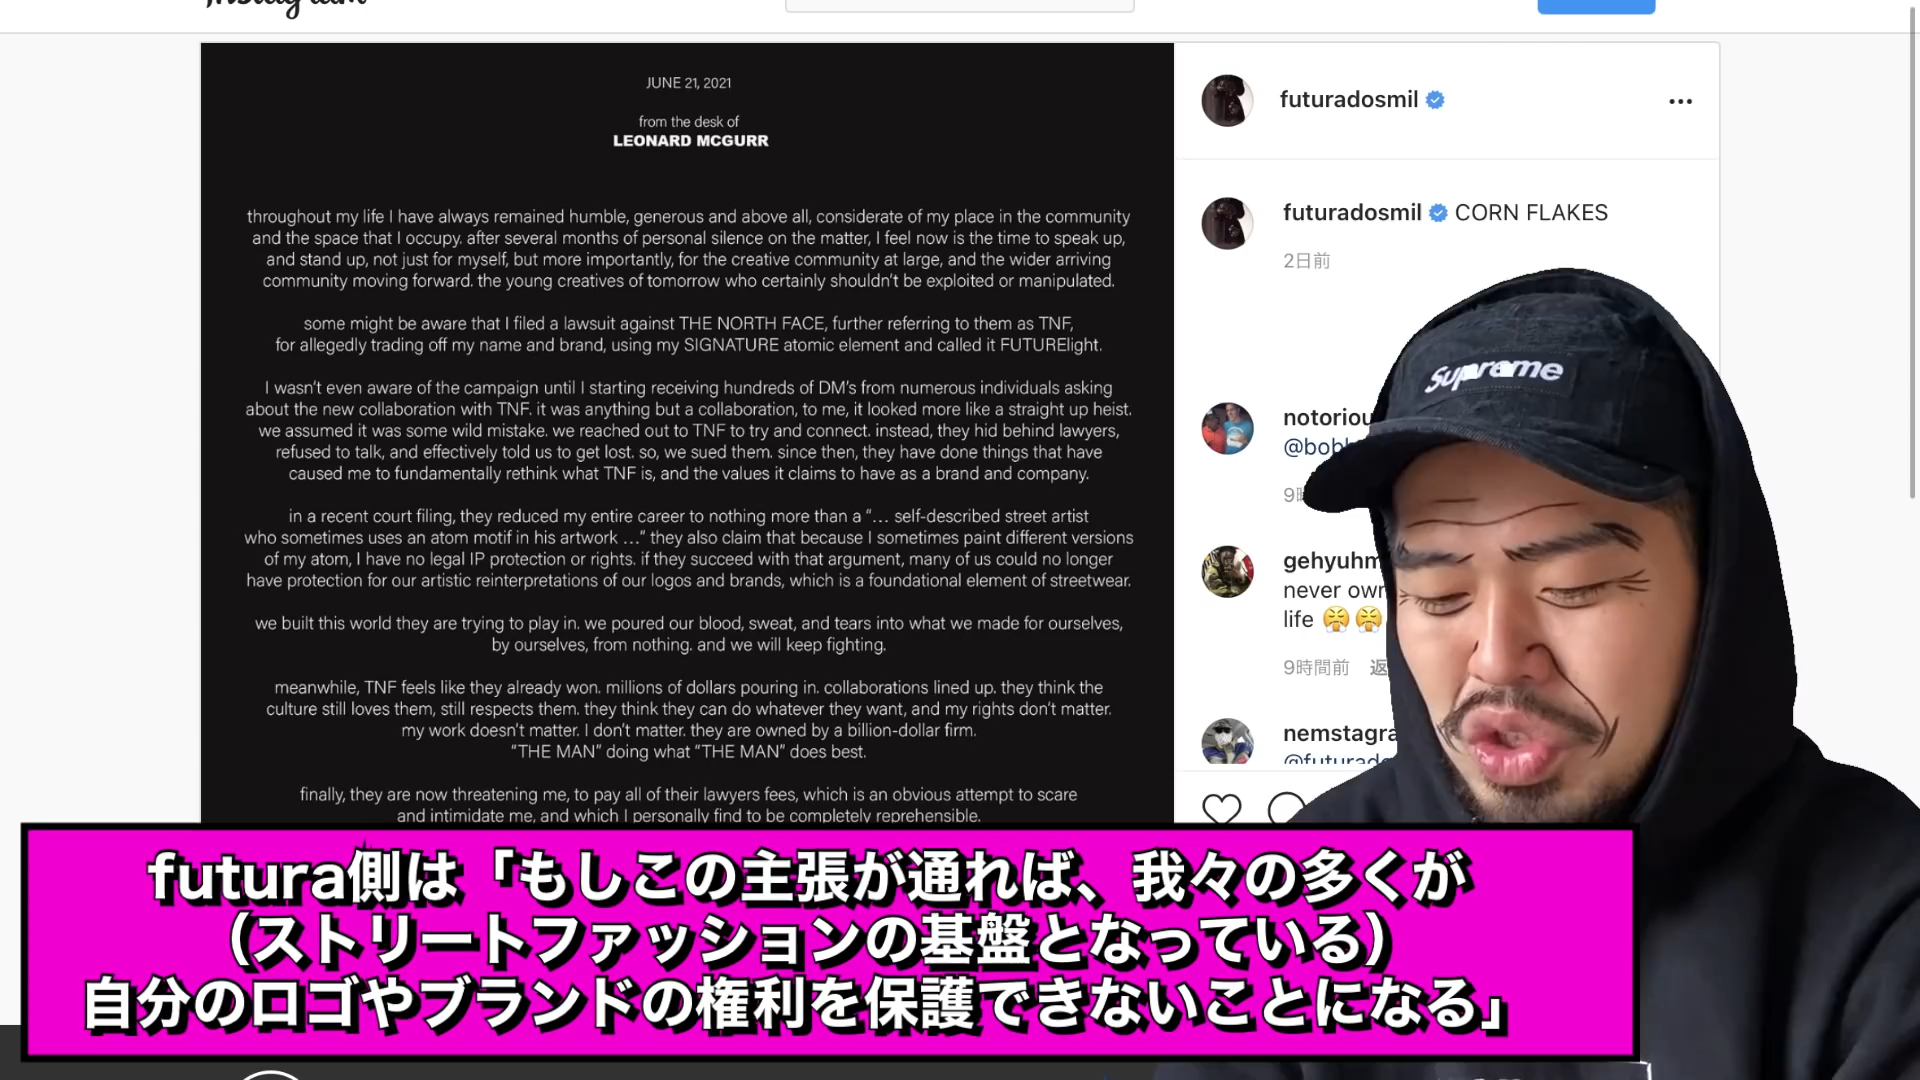 JUNE 21, 2021
from the desk of
LEONARD MCGURR
throughout my life I have always remained humble, generous and above all, considerate of my place in the community
and the space that I occupy. after several months of personal silence on the matter, I feel now is the time to speak up,
and stand up, not just for myself, but more importantly, for the creative community at large, and the wider arriving
community moving forward. the young creatives of tomorrow who certainly shouldn't be exploited or manipulated.
some might be aware that I filed a lawsuit against THE NORTH FACE, further referring to them as TNF,
for allegedly trading off my name and brand, using my SIGNATURE atomic element and called it FUTURElight.
I wasn't even aware of the campaign until I starting receiving hundreds of DM's from numerous individuals asking
about the new collaboration with TNF. it was anything but a collaboration, to me, it looked more like a straight up heist.
we assumed it was some wild mistake. we reached out to TNF to try and connect. instead, they hid behind lawyers,
refused to talk, and effectively told us to get lost. so, we sued them. since then, they have done things that have
caused me to fundamentally rethink what TNF is, and the values it claims to have as a brand and company.
in a recent court filing, they reduced my entire career to nothing more than a "... self-described street artist
who sometimes uses an atom motif in his artwork ..." they also claim that because I sometimes paint different versions
of my atom, I have no legal IP protection or rights. if they succeed with that argument, many of us could no longer
have protection for our artistic reinterpretations of our logos and brands, which is a foundational element of streetwear.
we built this world they are trying to play in. we poured our blood, sweat, and tears into what we made for ourselves,
by ourselves, from nothing. and we will keep fighting.
meanwhile, TNF feels like they already won. millions of dollars pouring in. collaborations lined up. they think the
culture still loves them, still respects them. they think they can do whatever they want, and my rights don't matter.
my work doesn't matter. I don't matter. they are owned by a billion-dollar firm.
"THE MAN" doing what "THE MAN" does best.
finally, they are now threatening me, to pay all of their lawyers fees, which is an obvious attempt to scare
and intimidate me, and which I personally find to be completely reprehensible.
futuradosmil
futuradosmil CORN FLAKES
2日前
notoriou
@bob
gehyuhm
never own
life 😤😤
9時間前 返
nemstagra
@futurado
Supreme
futura側は「もしこの主張が通れば、我々の多くが
（ストリートファッションの基盤となっている）
自分のロゴやブランドの権利を保護できないことになる」